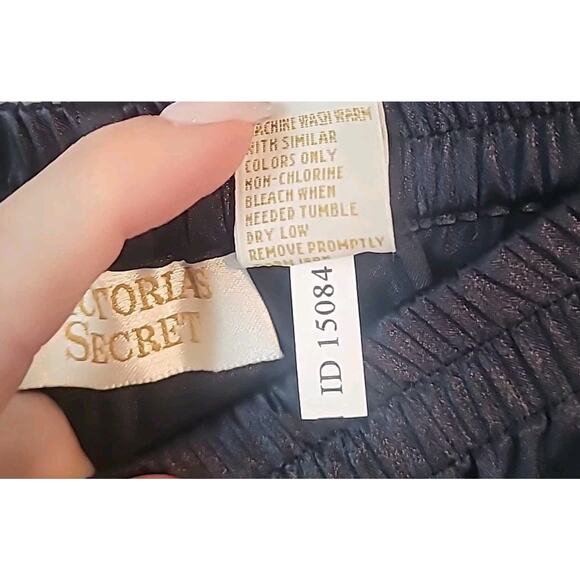 MACHINE WASH WARM
WITH SIMILAR
COLORS ONLY
NON-CHLORINE
BLEACH WHEN
NEEDED TUMBLE
DRY LOW
REMOVE PROMPTLY
VICTORIA'S
SECRET
ID 15084